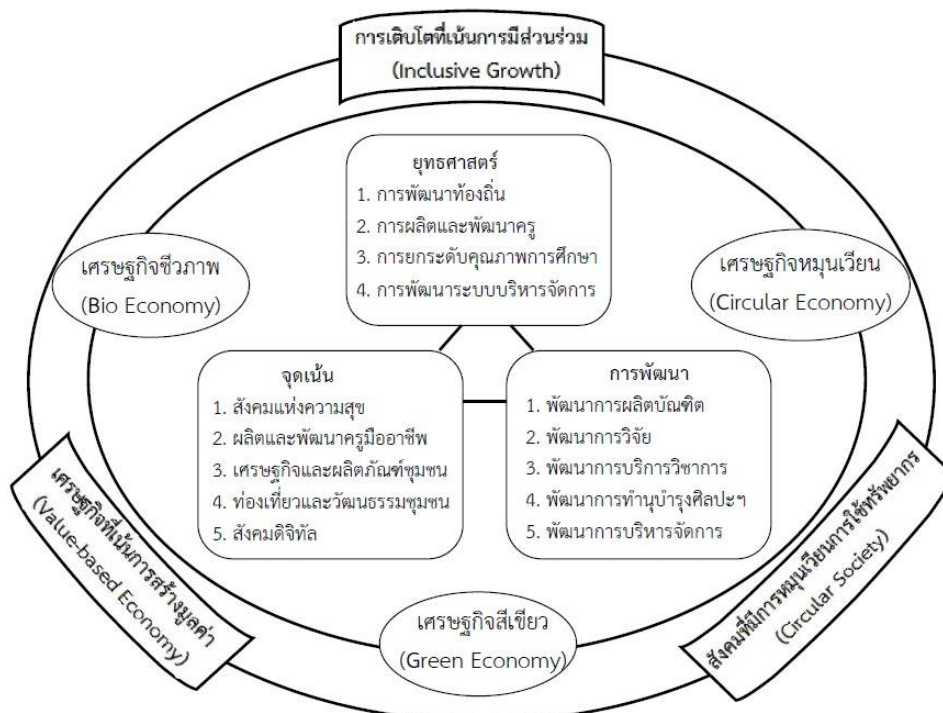 การเติบโตที่เน้นการมีส่วนร่วม
(Inclusive Growth)
ยุทธศาสตร์
1. การพัฒนาท้องถิ่น
2. การผลิตและพัฒนาครู
3. การยกระดับคุณภาพการศึกษา
4. การพัฒนาระบบบริหารจัดการ
เศรษฐกิจชีวภาพ
(Bio Economy)
เศรษฐกิจหมุนเวียน
(Circular Economy)
จุดเน้น
1. สังคมแห่งความสุข
2. ผลิตและพัฒนาครูมืออาชีพ
3. เศรษฐกิจและผลิตภัณฑ์ชุมชน
4. ท่องเที่ยวและวัฒนธรรมชุมชน
5. สังคมดิจิทัล
การพัฒนา
1. พัฒนาการผลิตบัณฑิต
2. พัฒนาการวิจัย
3. พัฒนาการบริการวิชาการ
4. พัฒนาการทำนุบำรุงศิลปะฯ
5. พัฒนาการบริหารจัดการ
เศรษฐกิจที่เน้นการสร้างมูลค่า
(Value-based Economy)
สังคมที่มีการหมุนเวียนการใช้ทรัพยากร
(Circular Society)
เศรษฐกิจสีเขียว
(Green Economy)